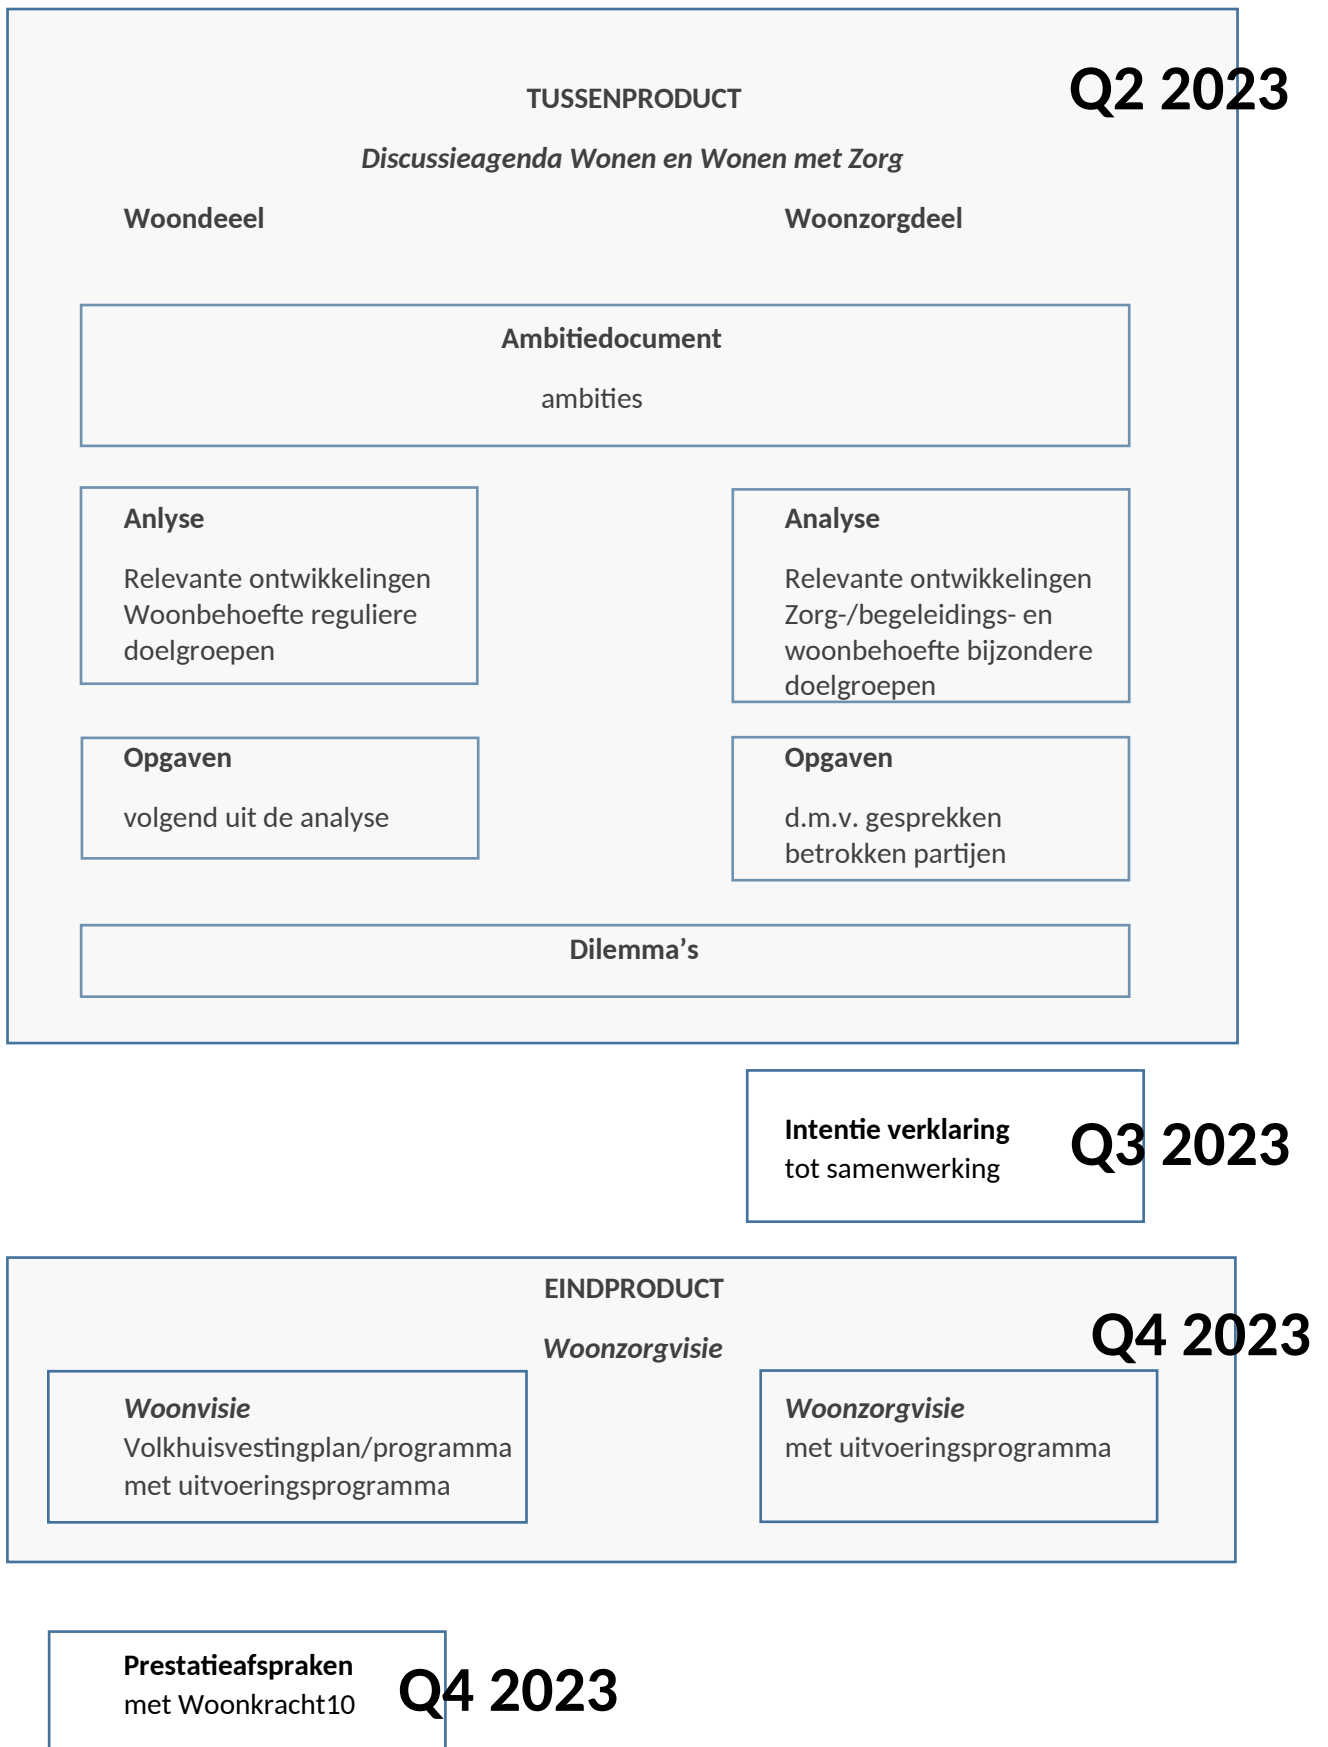 Q2 2023
TUSSENPRODUCT
Discussieagenda Wonen en Wonen met Zorg
Woondeeel
Woonzorgdeel
Ambitiedocument
ambities
Anlyse
Relevante ontwikkelingen
Woonbehoefte reguliere
doelgroepen
Analyse
Relevante ontwikkelingen
Zorg-/begeleidings- en
woonbehoefte bijzondere
doelgroepen
Opgaven
volgend uit de analyse
Opgaven
d.m.v. gesprekken
betrokken partijen
Dilemma’s
Intentie verklaring
tot samenwerking
Q3 2023
EINDPRODUCT
Woonzorgvisie
Q4 2023
Woonvisie
Volkhuisvestingplan/programma
met uitvoeringsprogramma
Woonzorgvisie
met uitvoeringsprogramma
Prestatieafspraken
met Woonkracht10
Q4 2023